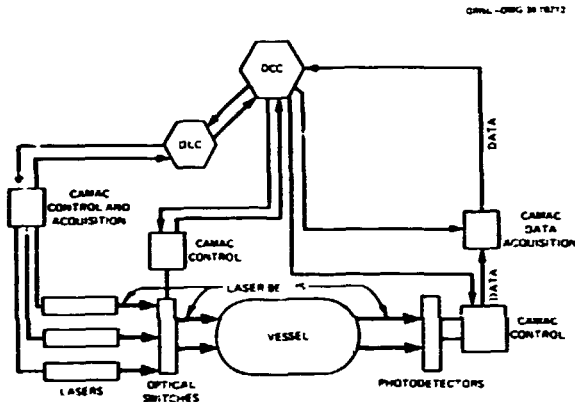 DCC
DLC
DATA
CAMAC
CONTROL AND
ACQUISITION
CAMAC
CONTROL
CAMAC
DATA
ACQUISITION
DATA
LASER
VESSEL
CAMAC
CONTROL
LASERS
OPTICAL
SWITCHES
PHOTODETECTORS